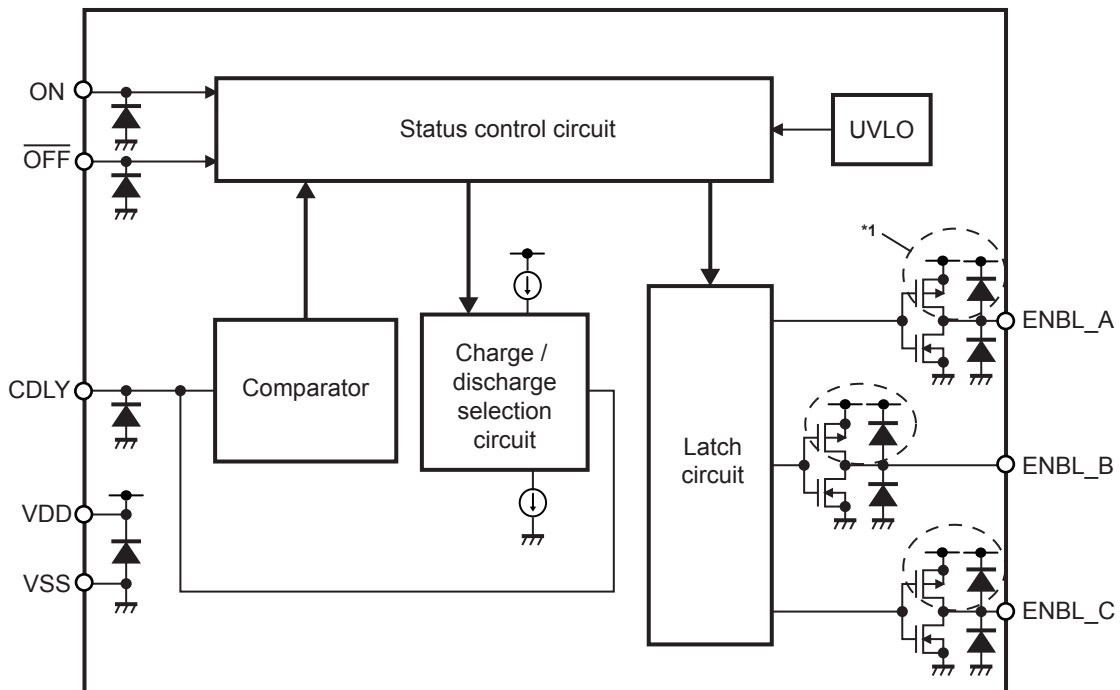 ON
Status control circuit
UVLO
OFF
*1
ENBL_A
Charge /
discharge
selection
circuit
Comparator
CDLY
Latch
circuit
ENBL_B
VDD
VSS
ENBL_C